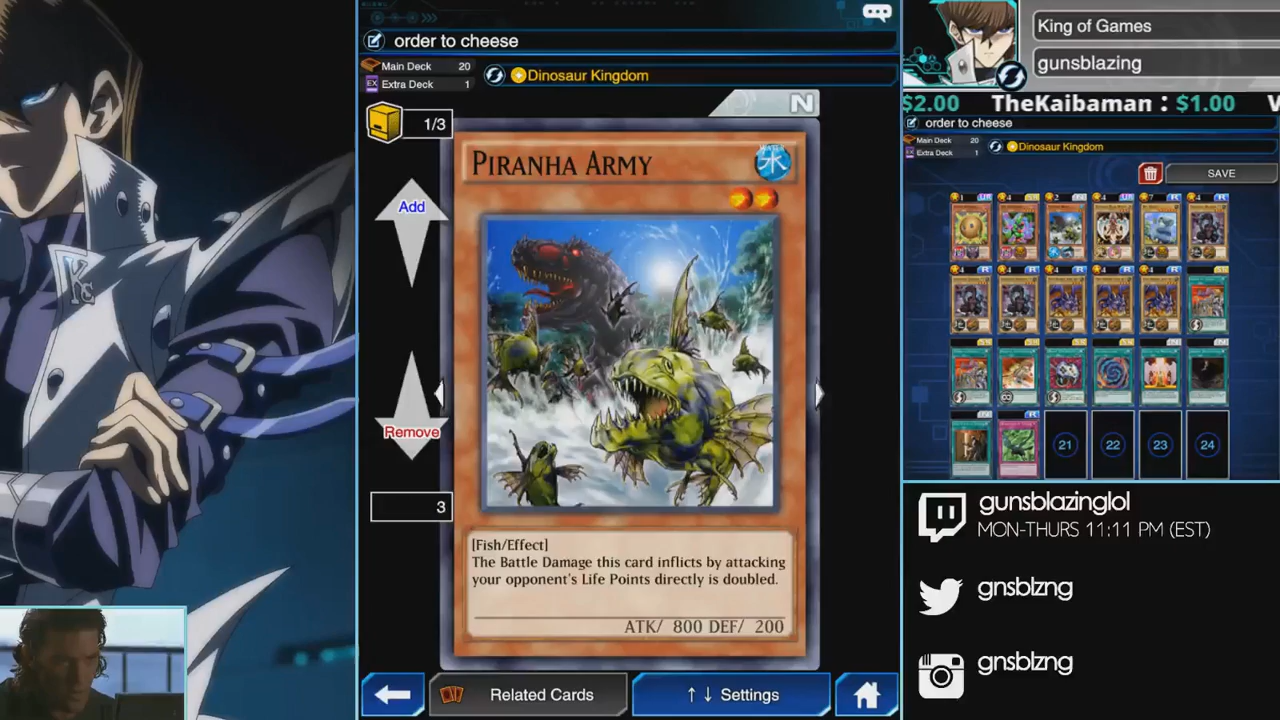 order to cheese
Main Deck 20
Extra Deck 1
Dinosaur Kingdom
N
1/3
Add
Remove
3
PIRANHA ARMY
WATER
水
[Fish/Effect]
The Battle Damage this card inflicts by attacking
your opponent's Life Points directly is doubled.
ATK/ 800 DEF/ 200
Related Cards
↑↓ Settings
King of Games
gunsblazing
$2.00 TheKaibaman : $1.00 V
order to cheese
Main Deck 20
Extra Deck 1
Dinosaur Kingdom
SAVE
21 22 23 24
gunsblazinglol
MON-THURS 11:11 PM (EST)
gnsblzng
gnsblzng